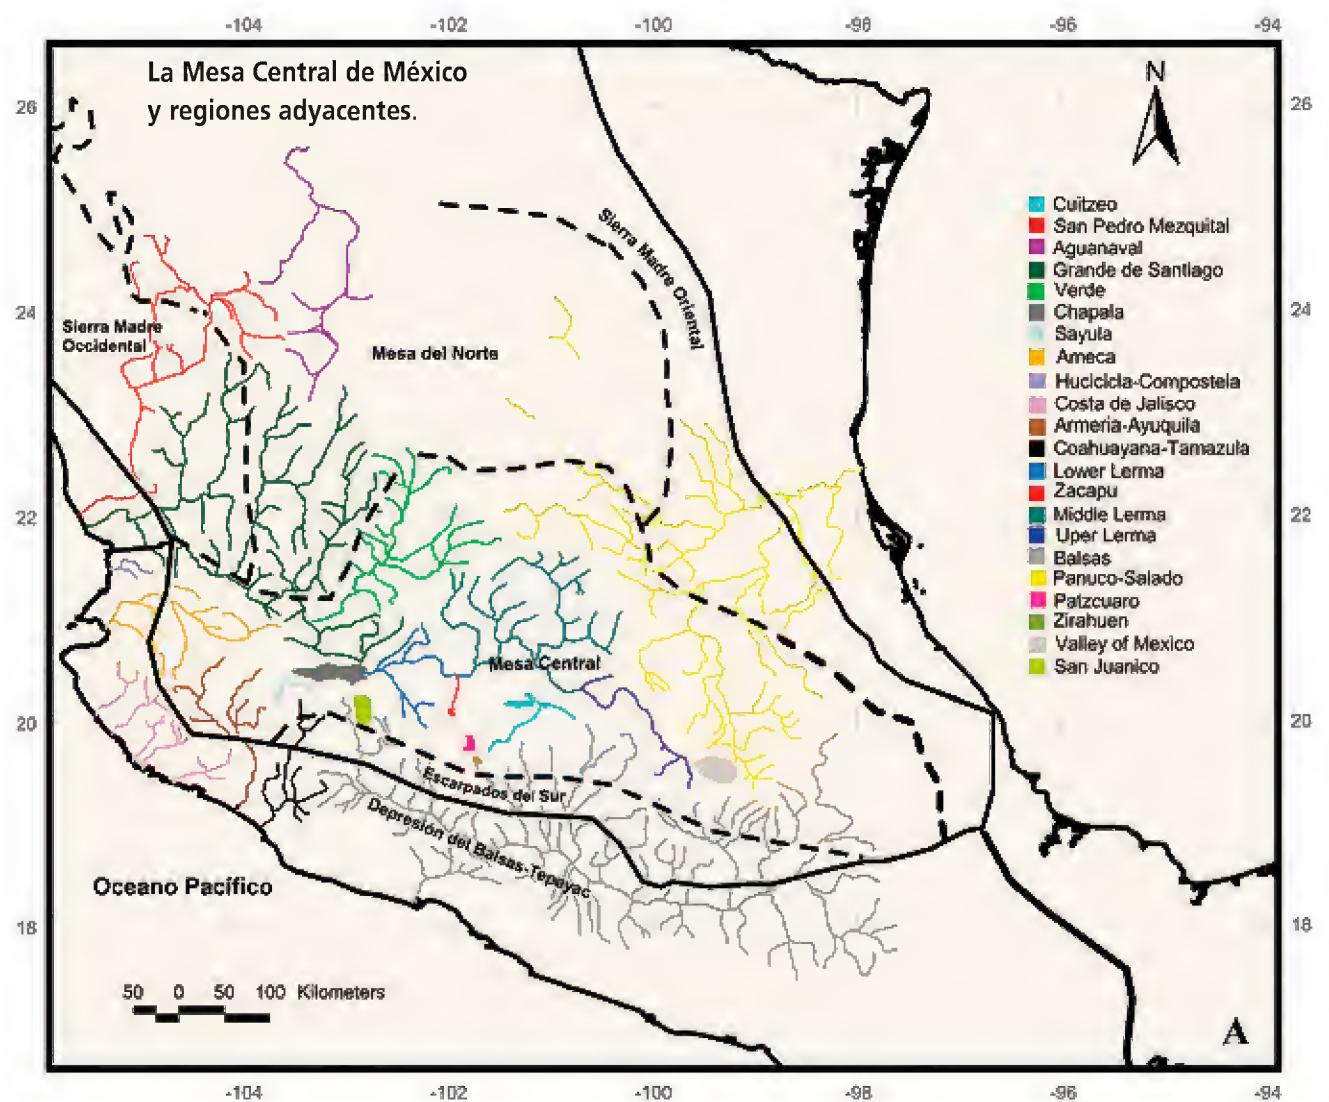 -104 -102 -100 -98 -96 -94
La Mesa Central de México
y regiones adyacentes.
N
26 26
Cuitzeo
San Pedro Mezquital
Aguanaval
Grande de Santiago
Verde
Chapala
Sayula
Ameca
Hucicicla-Compostela
Costa de Jalisco
Armeria-Ayuquila
Coahuayana-Tamazula
Lower Lerma
Zacapu
Middle Lerma
Uper Lerma
Balsas
Panuco-Salado
Patzcuaro
Zirahuen
Valley of Mexico
San Juanico
Sierra Madre Oriental
24 24
Sierra Madre
Occidental
Mesa del Norte
22 22
Mesa Central
20 20
Escarpados del Sur
Depresión del Balsas-Tepeyac
Oceano Pacífico
18 18
50 0 50 100 Kilometers
A
-104 -102 -100 -98 -96 -94